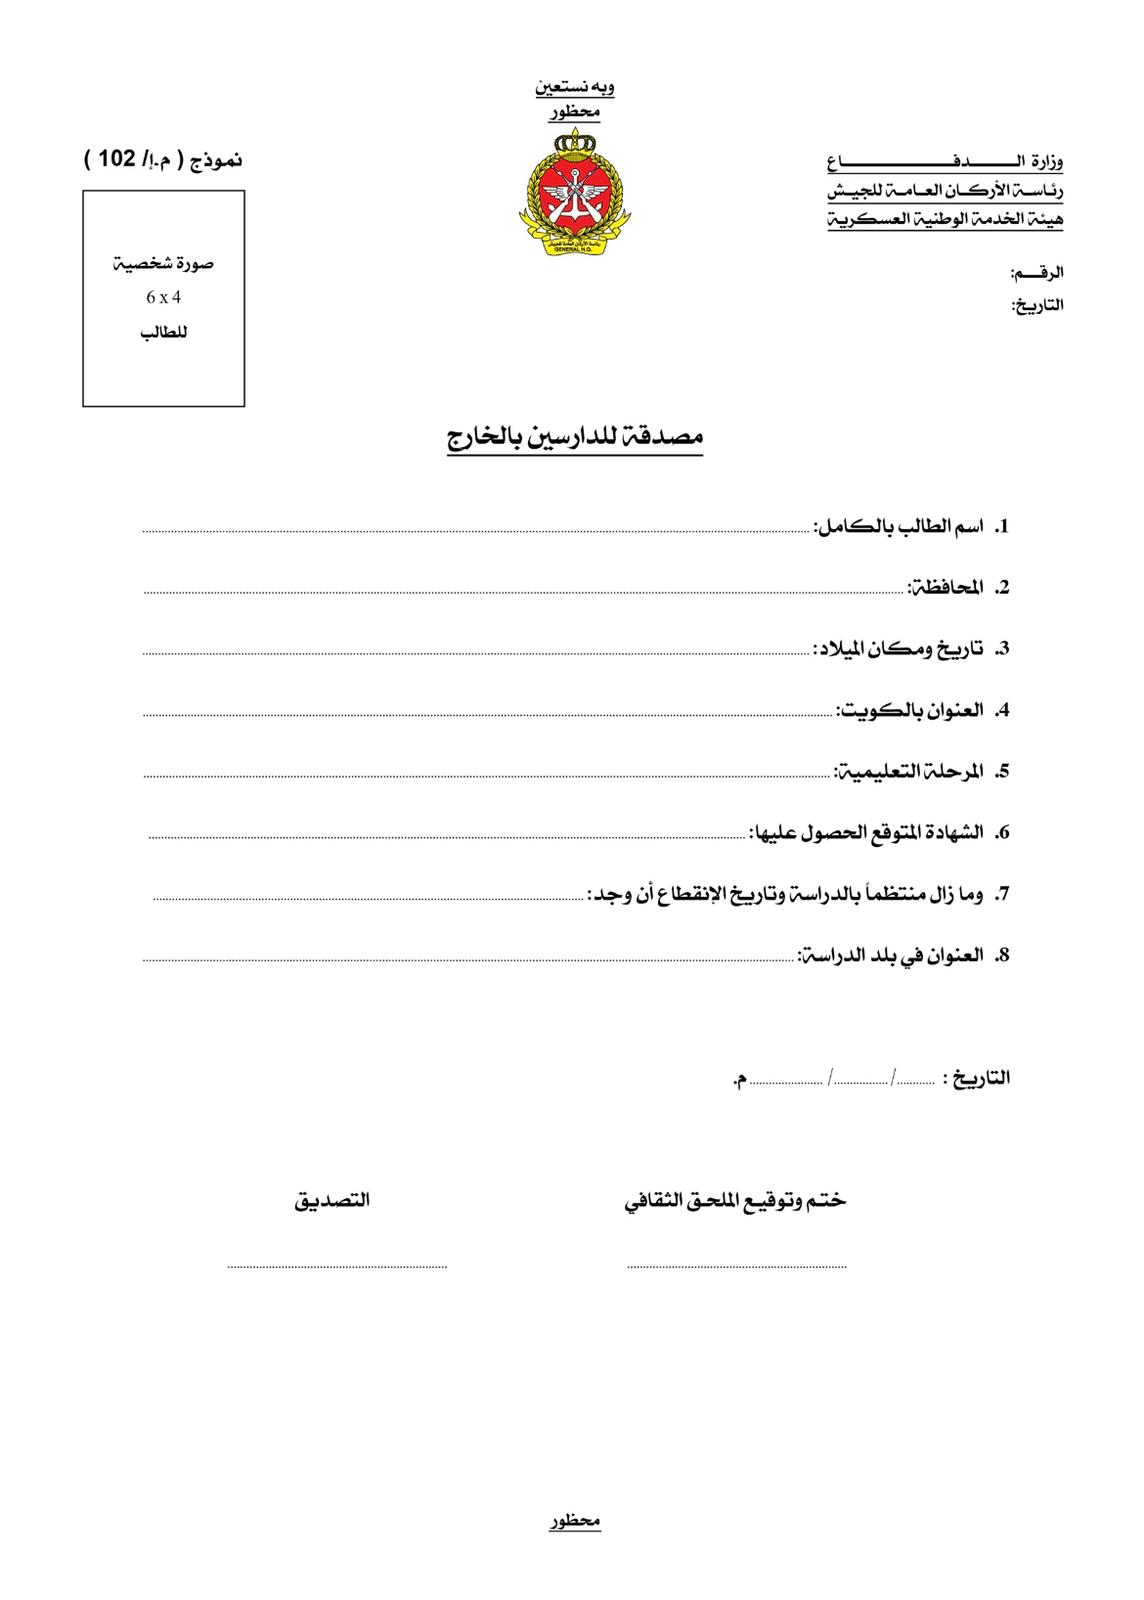 وبه نستعين
محظور
وزارة الـــدفـــــــاع
رئاسة الأركان العامة للجيش
هيئة الخدمة الوطنية العسكرية
الرقــم:
التاريخ:
رئاسة الأركان العامة للجيش
GENERAL H.Q.
نموذج ( م.إ/ 102 )
صورة شخصية
6 x 4
للطالب
مصدقة للدارسين بالخارج
1. اسم الطالب بالكامل:
2. المحافظة:
3. تاريخ ومكان الميلاد:
4. العنوان بالكويت:
5. المرحلة التعليمية:
6. الشهادة المتوقع الحصول عليها:
7. وما زال منتظماً بالدراسة وتاريخ الإنقطاع أن وجد:
8. العنوان في بلد الدراسة:
التاريخ : ........../............../................... م.
ختم وتوقيع الملحق الثقافي
التصديق
محظور